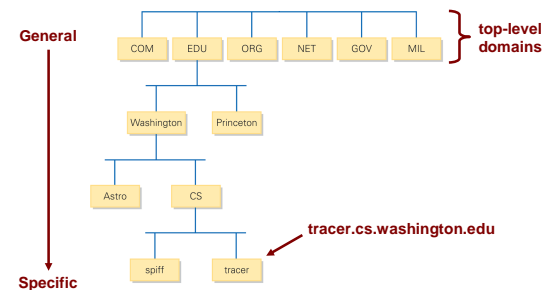 General
top-level
domains
COM EDU ORG NET GOV MIL
Washington Princeton
Astro CS
tracer.cs.washington.edu
spiff tracer
Specific